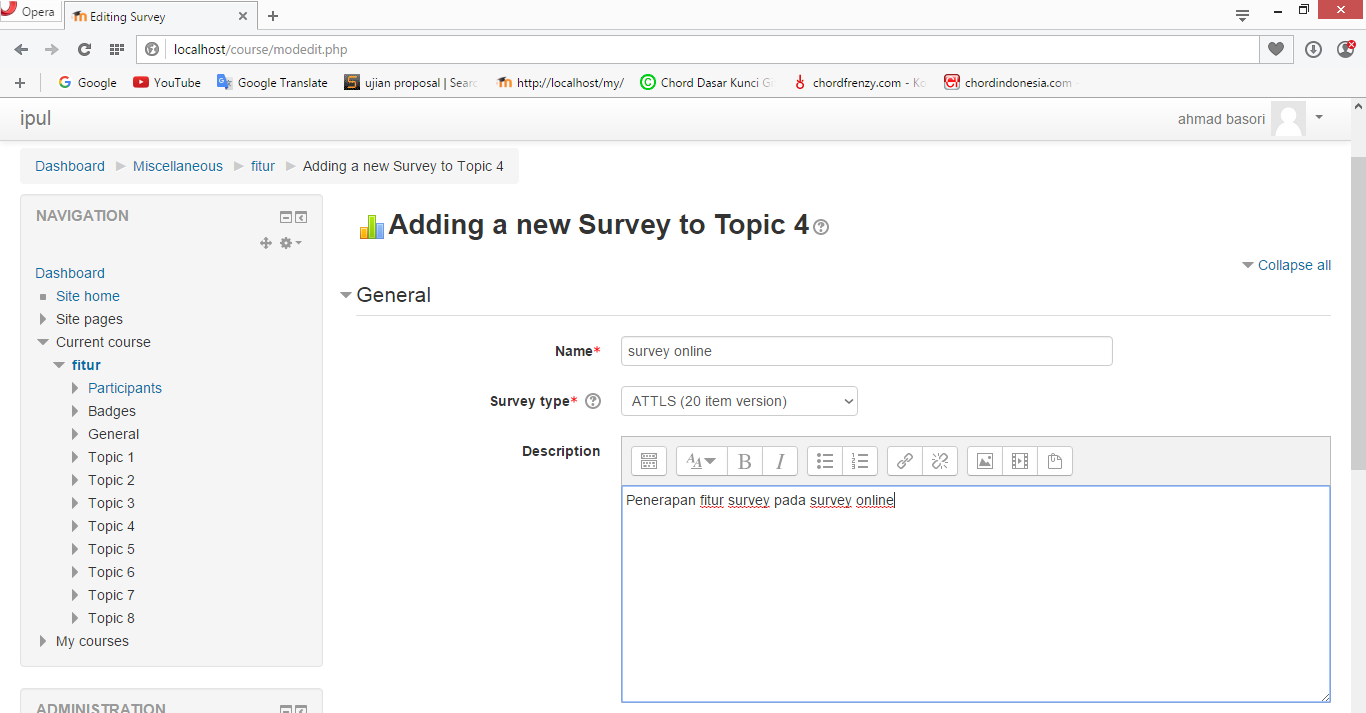 Opera
Editing Survey
localhost/course/modedit.php
Google YouTube Google Translate ujian proposal | Sear http://localhost/my/ Chord Dasar Kunci G chordfrenzy.com - Ko chordindonesia.com -
ipul
ahmad basori
Dashboard Miscellaneous fitur Adding a new Survey to Topic 4
NAVIGATION
Dashboard
Site home
Site pages
Current course
fitur
Participants
Badges
General
Topic 1
Topic 2
Topic 3
Topic 4
Topic 5
Topic 6
Topic 7
Topic 8
My courses
ADMINISTRATION
Adding a new Survey to Topic 4
Collapse all
General
Name* survey online
Survey type* ATTLS (20 item version)
Description
Penerapan fitur survey pada survey online